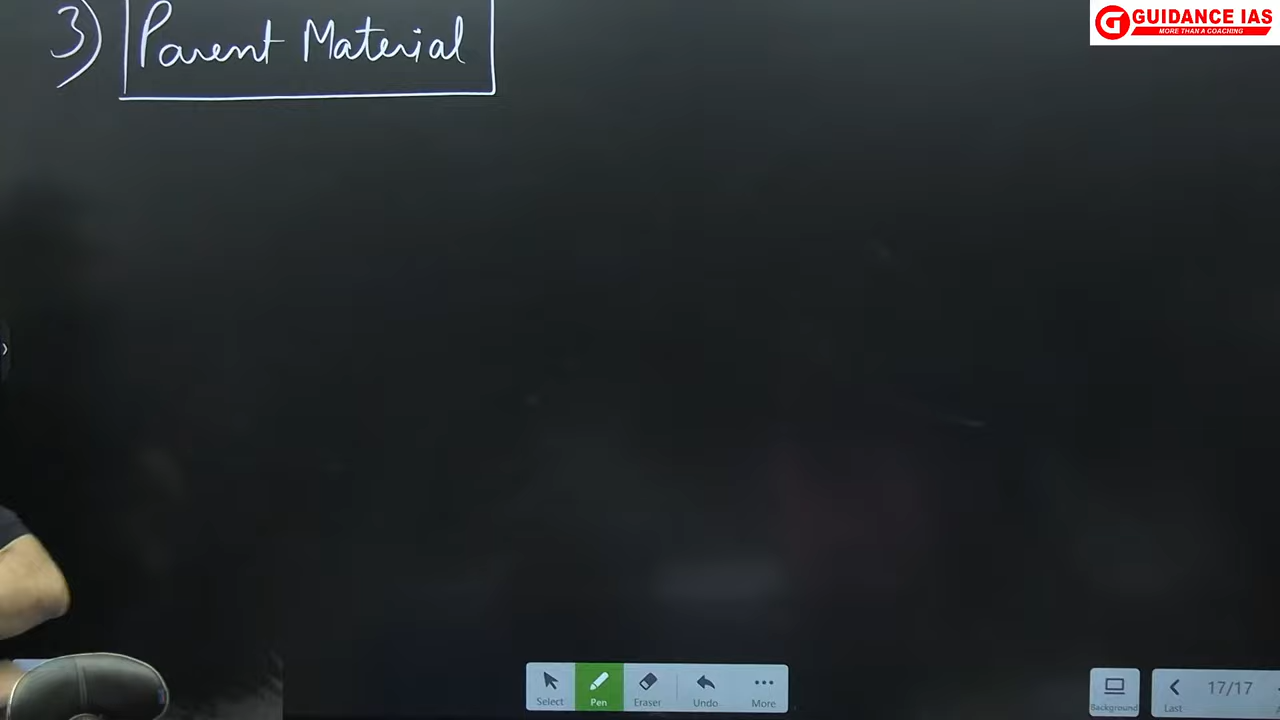 3) Parent Material
GUIDANCE IAS
MORE THAN A COACHING
Select
Pen
Eraser
Undo
More
Background
Last
17/17